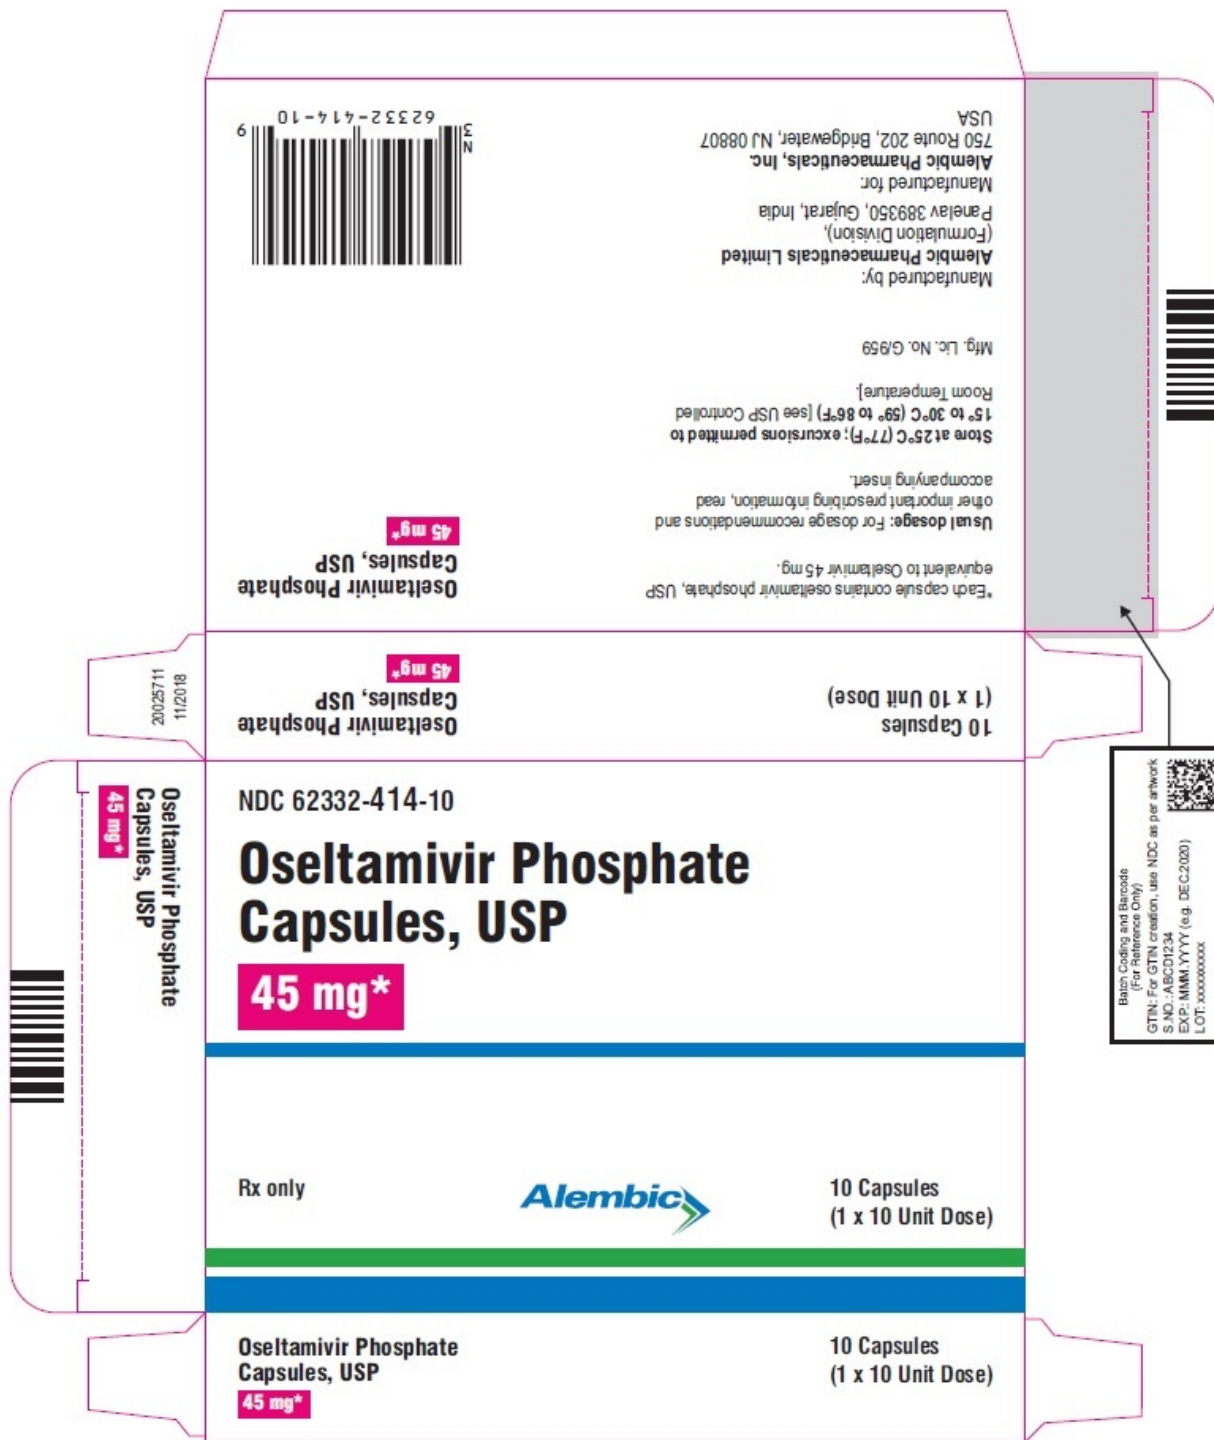 N
3
62332-414-10
9
*Each capsule contains oseltamivir phosphate, USP
equivalent to Oseltamivir 45 mg.
Usual dosage: For dosage recommendations and
other important prescribing information, read
accompanying insert.
Store at 25°C (77°F); excursions permitted to
15° to 30°C (59° to 86°F) [see USP Controlled
Room Temperature].
Mfg. Lic. No. G/959
Manufactured by:
Alembic Pharmaceuticals Limited
(Formulation Division),
Panelav 389350, Gujarat, India
Manufactured for:
Alembic Pharmaceuticals, Inc.
750 Route 202, Bridgewater, NJ 08807
USA
Oseltamivir Phosphate
Capsules, USP
45 mg*
Oseltamivir Phosphate
Capsules, USP
45 mg*
10 Capsules
(1 x 10 Unit Dose)
20025711
11/2018
Oseltamivir Phosphate
Capsules, USP
45 mg*
NDC 62332-414-10
Oseltamivir Phosphate
Capsules, USP
45 mg*
Rx only
Alembic
10 Capsules
(1 x 10 Unit Dose)
Oseltamivir Phosphate
Capsules, USP
45 mg*
10 Capsules
(1 x 10 Unit Dose)
Batch Coding and Barcode
(For Reference Only)
GTIN: For GTIN creation, use NDC as per artwork
S.NO.: ABCD1234
EXP.: MMM.YYYY (e.g. DEC.2020)
LOT: xxxxxxxxxx